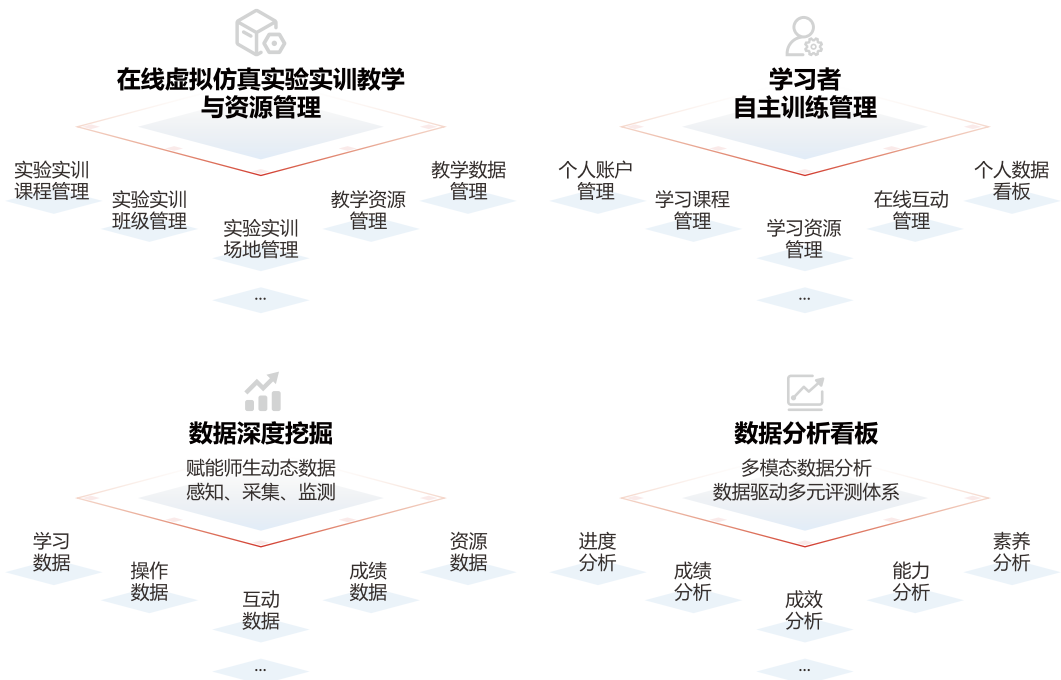 在线虚拟仿真实验实训教学
与资源管理
实验实训
课程管理
实验实训
班级管理
实验实训
场地管理
教学资源
管理
教学数据
管理
...
学习者
自主训练管理
个人账户
管理
学习课程
管理
学习资源
管理
在线互动
管理
个人数据
看板
...
数据深度挖掘
赋能师生动态数据
感知、采集、监测
学习
数据
操作
数据
互动
数据
成绩
数据
资源
数据
...
数据分析看板
多模态数据分析
数据驱动多元评测体系
进度
分析
成绩
分析
成效
分析
能力
分析
素养
分析
...